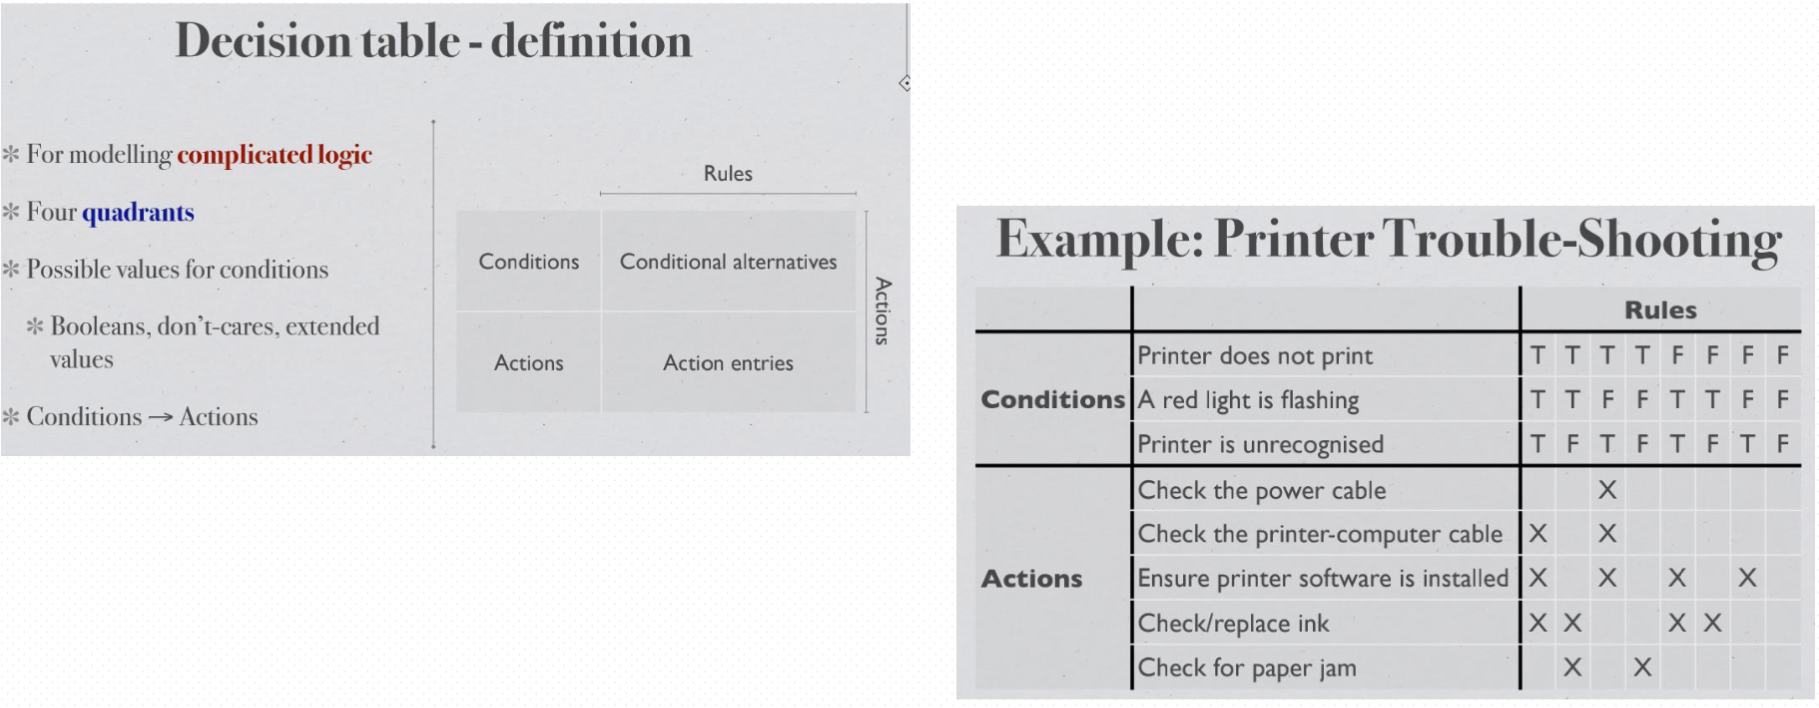 Decision table - definition
✻ For modelling complicated logic
✻ Four quadrants
✻ Possible values for conditions
✻ Booleans, don't-cares, extended
values
✻ Conditions → Actions
Rules
Conditions Conditional alternatives
Actions Action entries
Actions
Example: Printer Trouble-Shooting
Rules
Conditions
Printer does not print T T T T F F F F
A red light is flashing T T F F T T F F
Printer is unrecognised T F T F T F T F
Actions
Check the power cable X
Check the printer-computer cable X X
Ensure printer software is installed X X X X
Check/replace ink X X X X
Check for paper jam X X